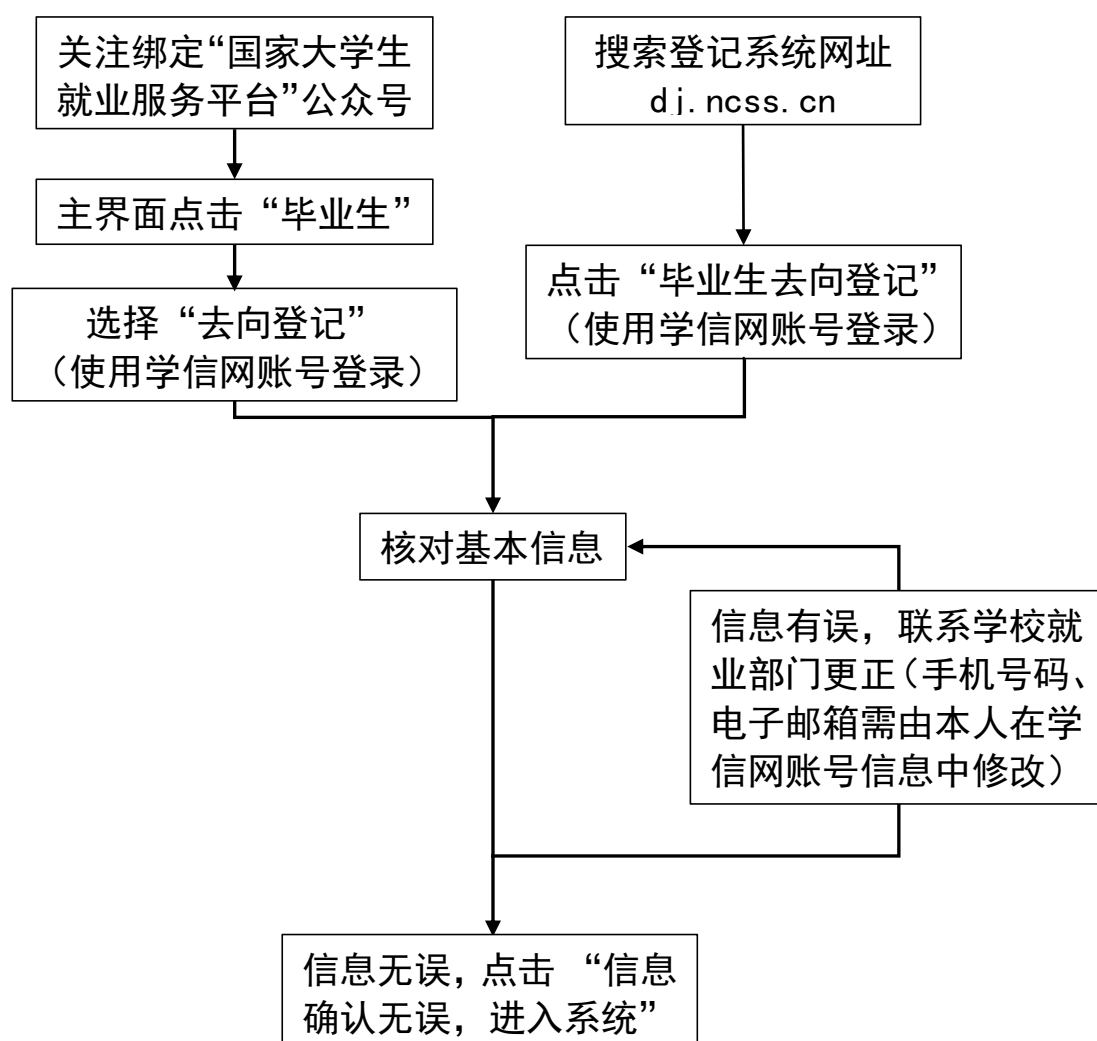 关注绑定“国家大学生
就业服务平台”公众号
主界面点击“毕业生”
选择“去向登记”
（使用学信网账号登录）
搜索登记系统网址
dj.ncss.cn
点击“毕业生去向登记”
（使用学信网账号登录）
核对基本信息
信息有误，联系学校就
业部门更正（手机号码、
电子邮箱需由本人在学
信网账号信息中修改）
信息无误，点击 “信息
确认无误，进入系统”